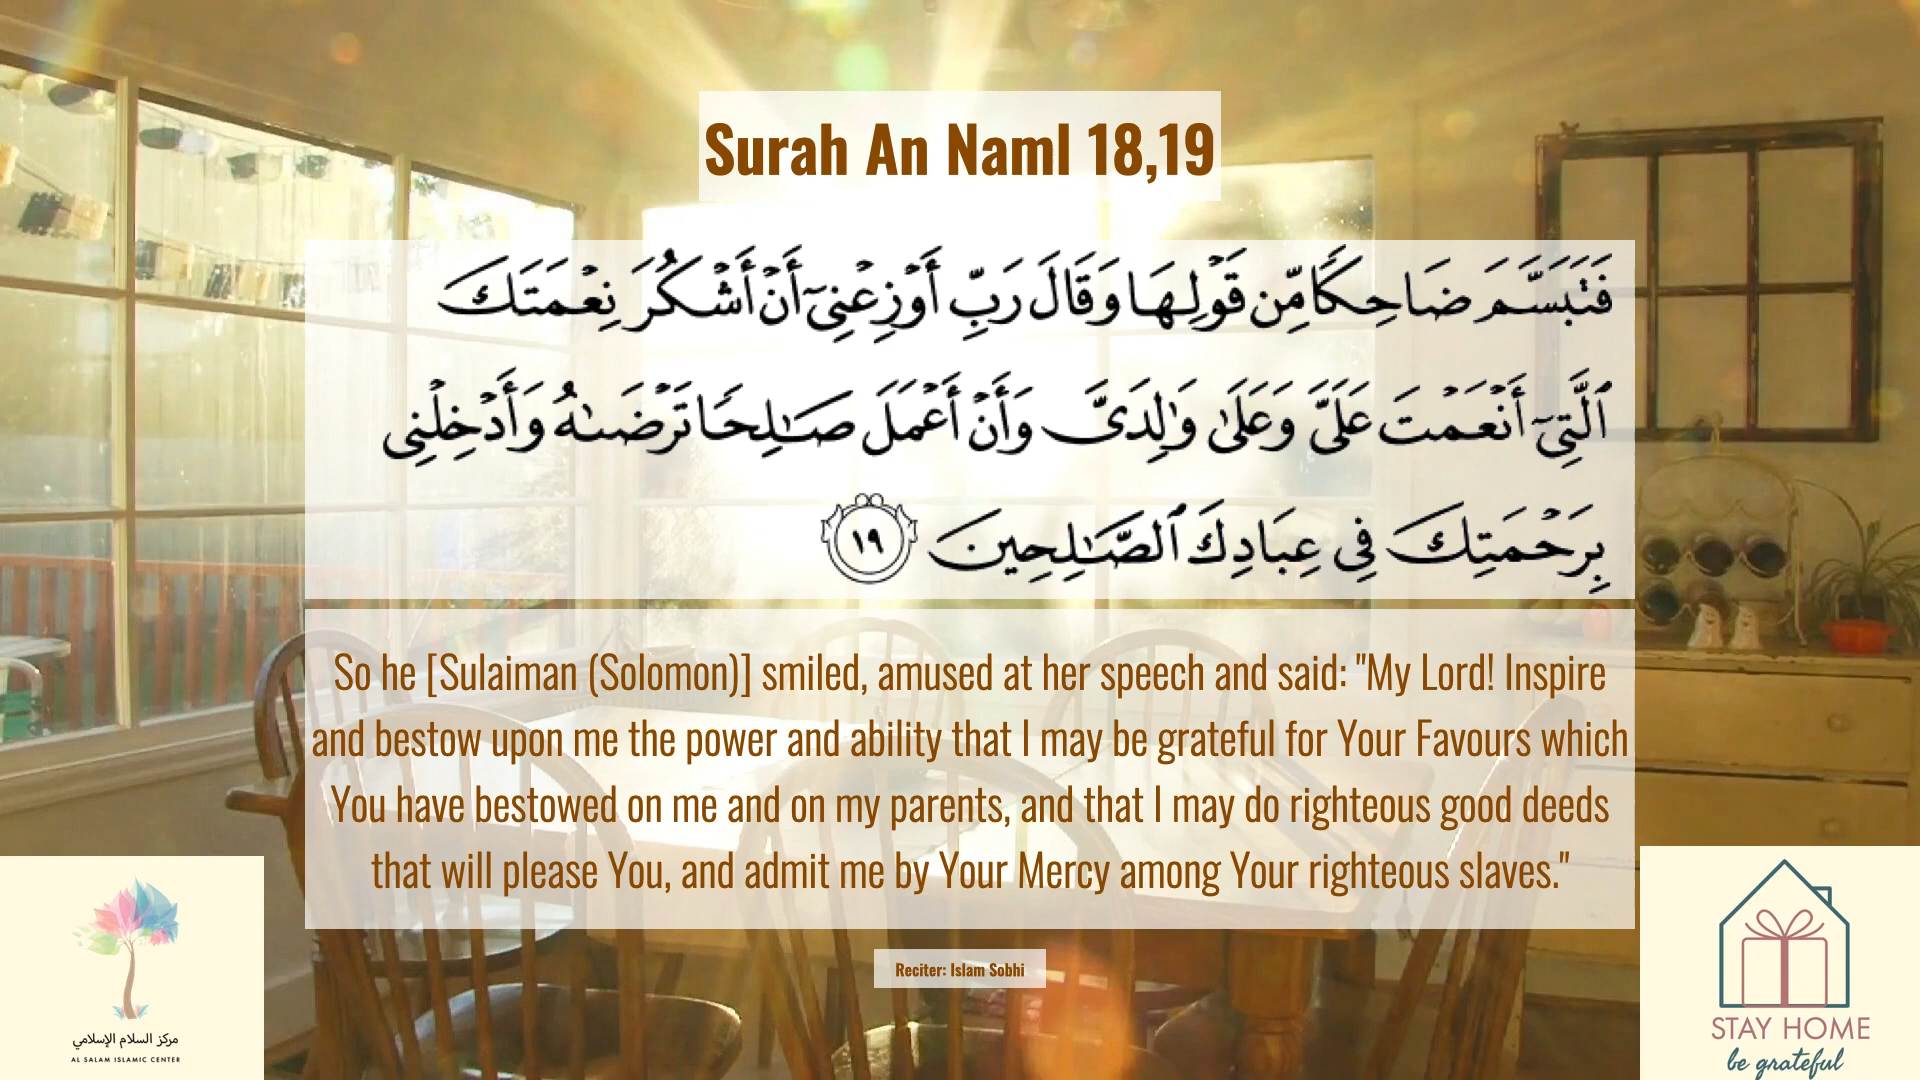 Surah An Naml 18,19
فَتَبَسَّمَ ضَاحِكًا مِّن قَوْلِهَا وَقَالَ رَبِّ أَوْزِعْنِىٓ أَنْ أَشْكُرَ نِعْمَتَكَ
ٱلَّتِىٓ أَنْعَمْتَ عَلَىَّ وَعَلَىٰ وَٰلِدَىَّ وَأَنْ أَعْمَلَ صَـٰلِحًا تَرْضَىٰهُ وَأَدْخِلْنِى
بِرَحْمَتِكَ فِى عِبَادِكَ ٱلصَّـٰلِحِينَ ١٩
So he [Sulaiman (Solomon)] smiled, amused at her speech and said: "My Lord! Inspire
and bestow upon me the power and ability that I may be grateful for Your Favours which
You have bestowed on me and on my parents, and that I may do righteous good deeds
that will please You, and admit me by Your Mercy among Your righteous slaves."
Reciter: Islam Sobhi
مركز السلام الإسلامي
AL SALAM ISLAMIC CENTER
STAY HOME
be grateful